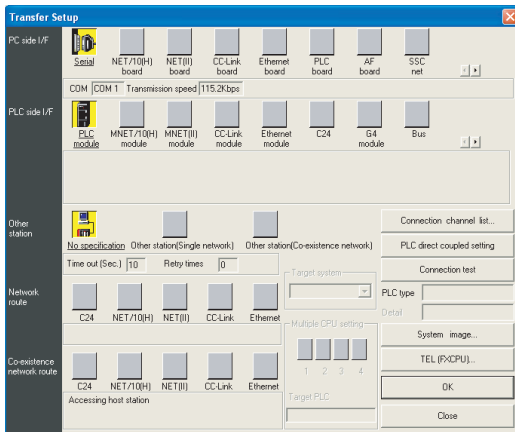 Transfer Setup
PC side I/F
Serial
NET/10(H) board
NET(II) board
CC-Link board
Ethernet board
PLC board
AF board
SSC net
COM COM 1 Transmission speed 115.2Kbps
PLC side I/F
PLC module
MNET/10(H) module
MNET(II) module
CC-Link module
Ethernet module
C24
G4 module
Bus
Other station
No specification
Other station(Single network)
Other station(Co-existence network)
Time out (Sec.) 10 Retry times 0
Network route
C24
NET/10(H)
NET(II)
CC-Link
Ethernet
Co-existence network route
C24
NET/10(H)
NET(II)
CC-Link
Ethernet
Accessing host station
Target system
Multiple CPU setting
1 2 3 4
Target PLC
Connection channel list...
PLC direct coupled setting
Connection test
PLC type
Detail
System image...
TEL (FXCPU)...
OK
Close